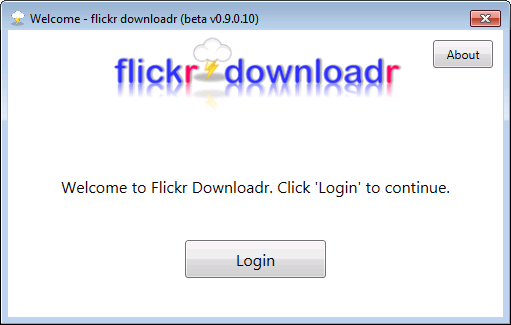 Welcome - flickr downloadr (beta v0.9.0.10)
flickr downloadr
About
Welcome to Flickr Downloadr. Click 'Login' to continue.
Login